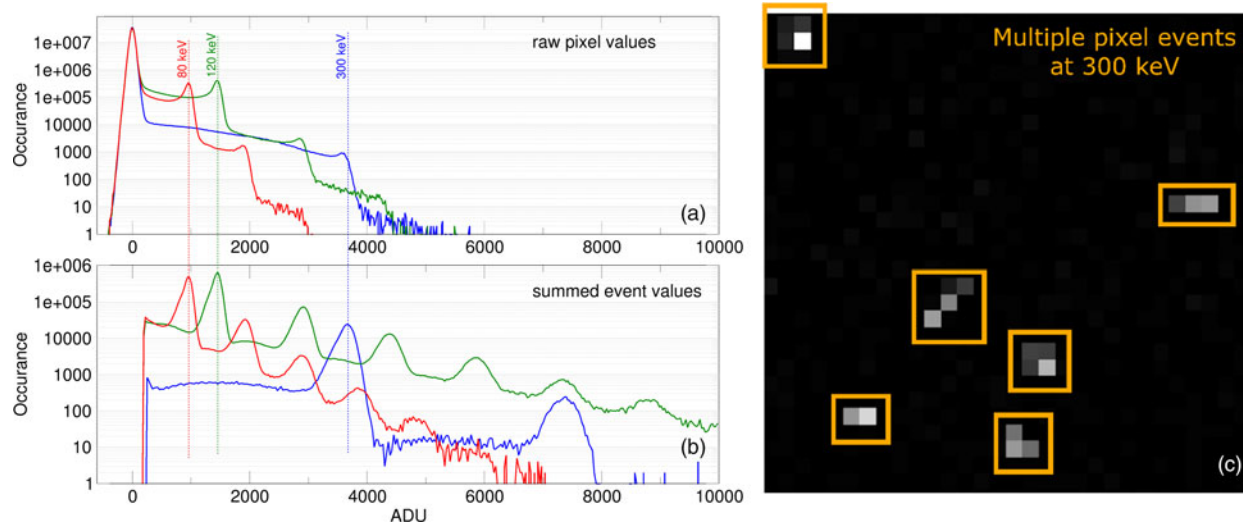 1e+007
1e+006
1e+005
10000
1000
100
10
1
Occurance
80 keV
120 keV
300 keV
raw pixel values
(a)
0 2000 4000 6000 8000 10000
1e+006
1e+005
10000
1000
100
10
1
Occurance
summed event values
(b)
0 2000 4000 6000 8000 10000
ADU
Multiple pixel events
at 300 keV
(c)